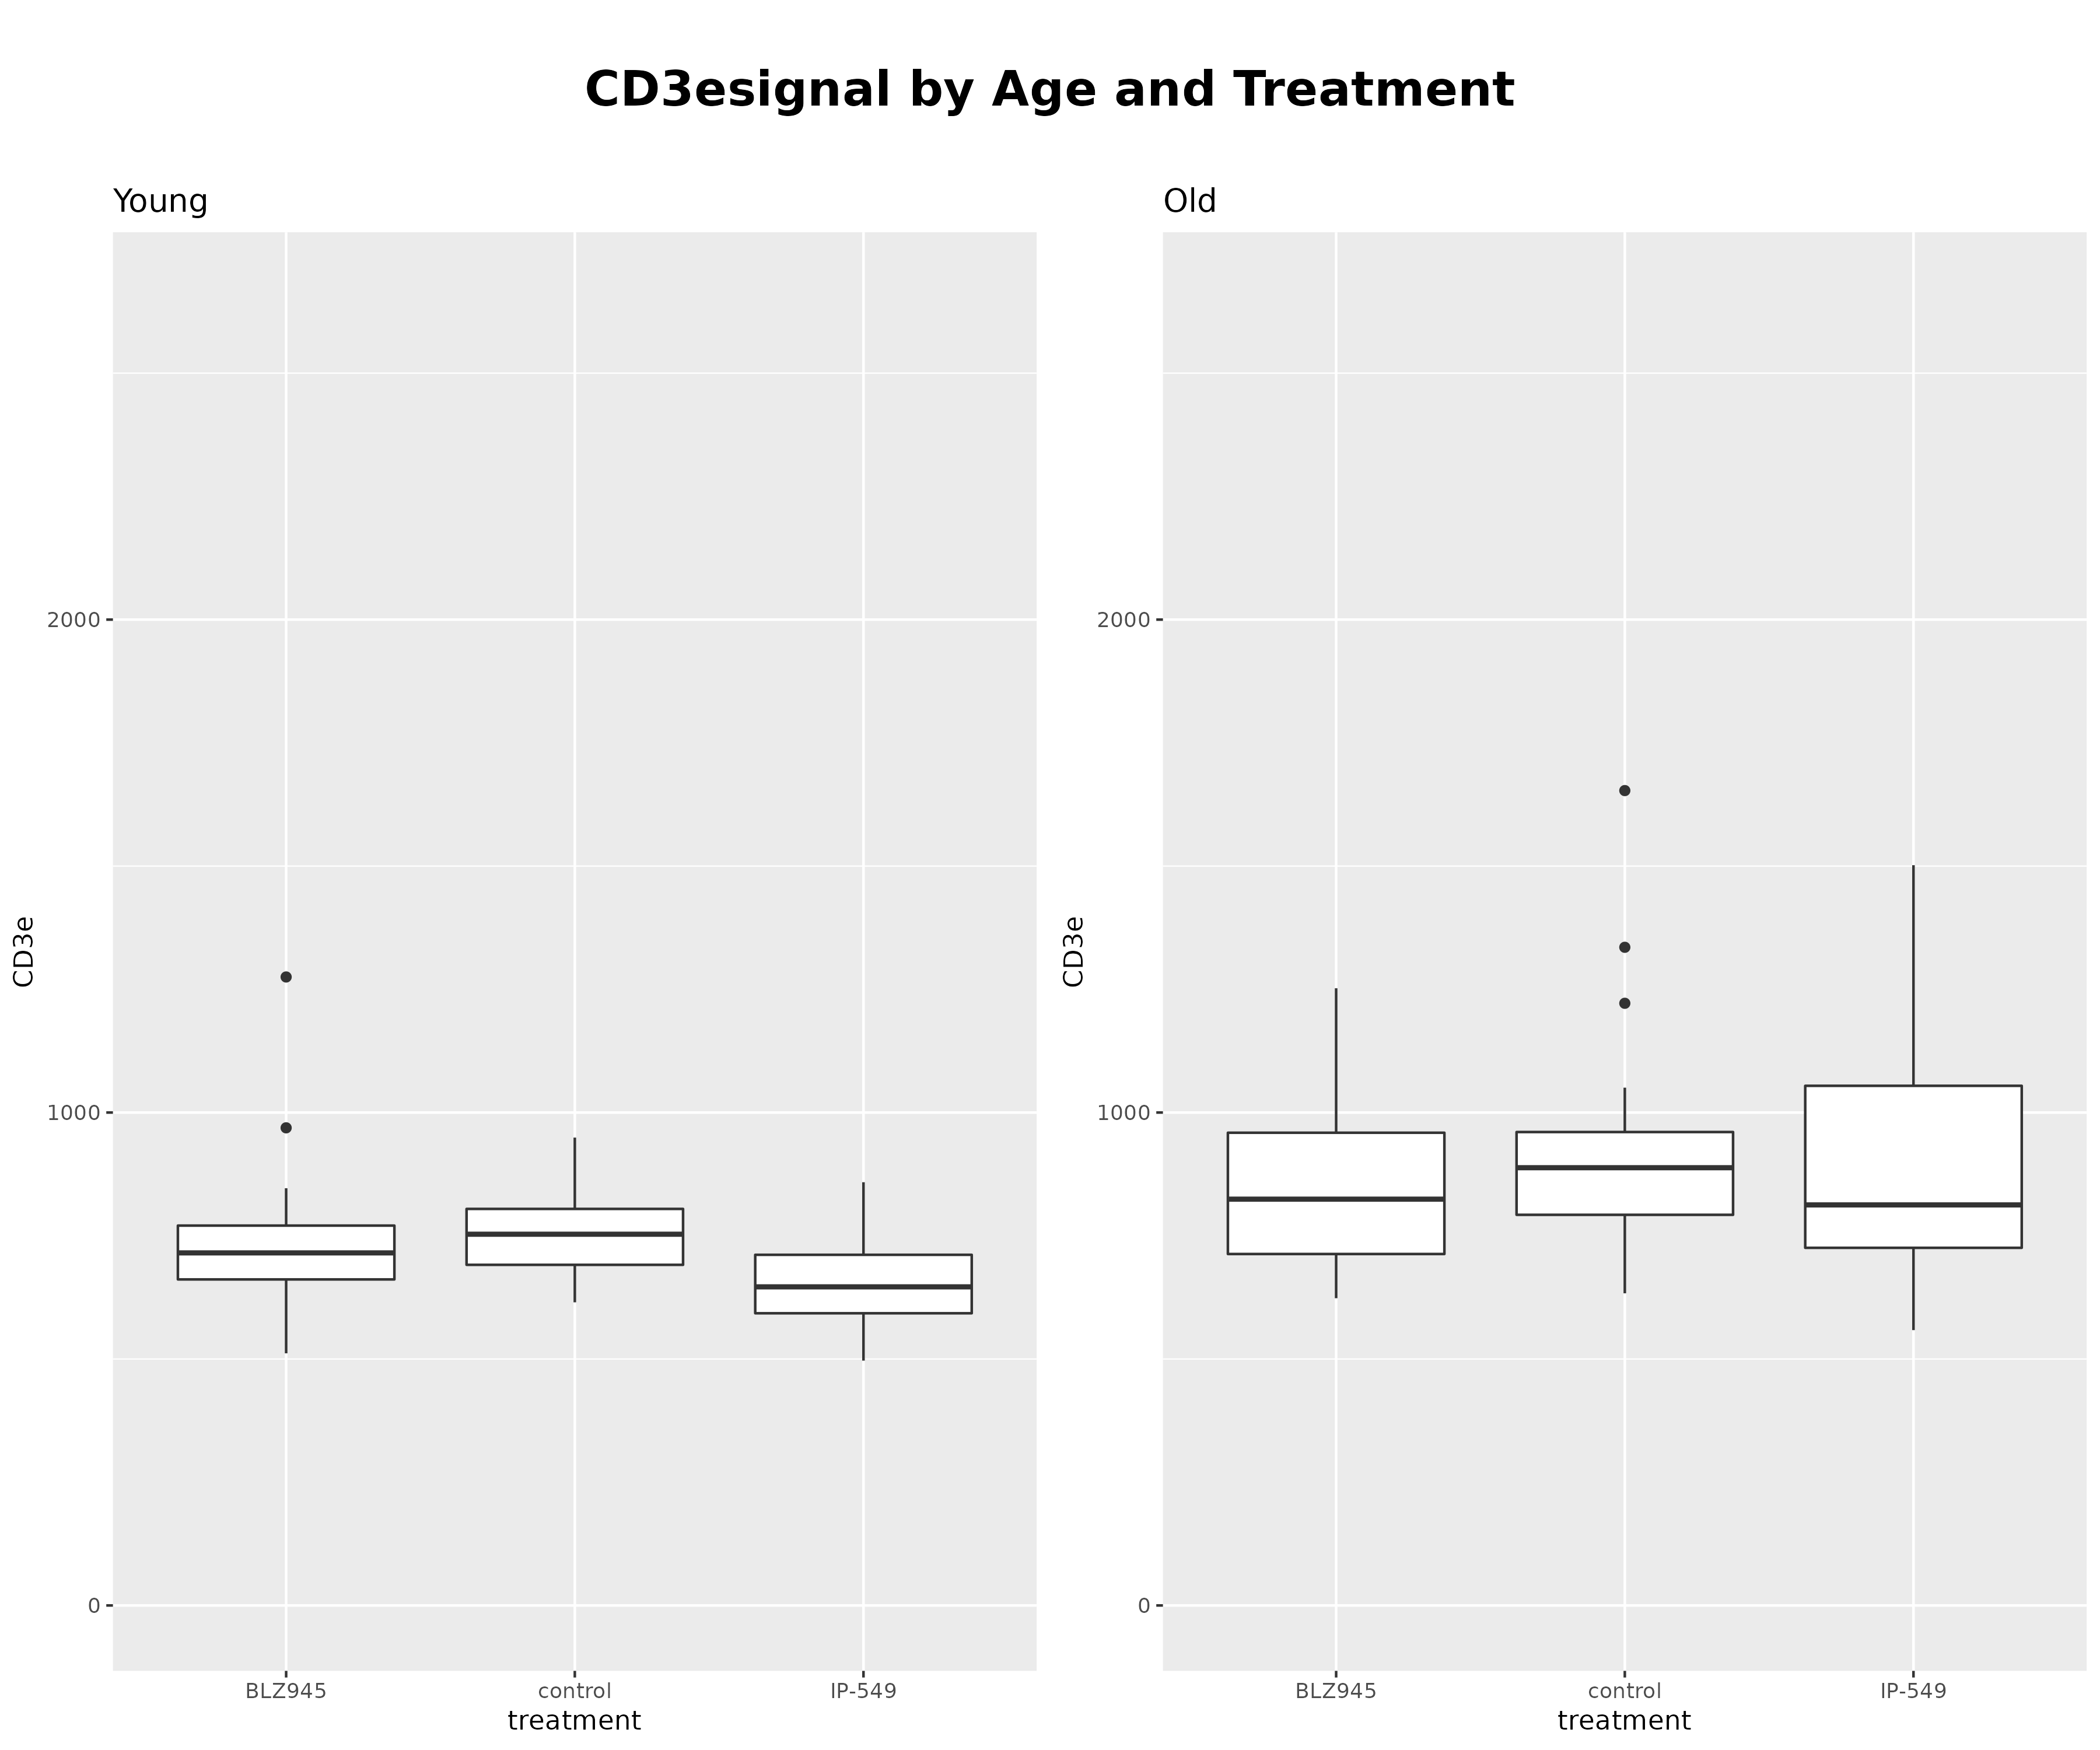 CD3esignal by Age and Treatment
Young
2000
1000
0
CD3e
BLZ945 control IP-549
treatment
Old
2000
1000
0
CD3e
BLZ945 control IP-549
treatment